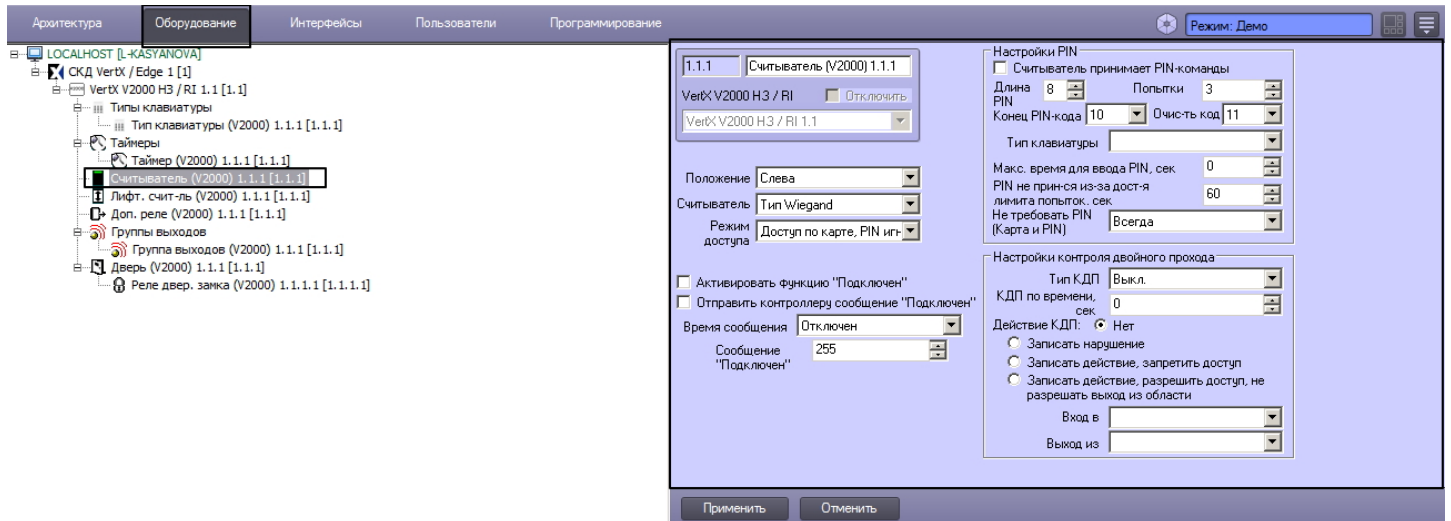 Архитектура Оборудование Интерфейсы Пользователи Программирование Режим: Демо
LOCALHOST [L-KASYANOVA]
СКД VertX / Edge 1 [1]
VertX V2000 H3 / RI 1.1 [1.1]
Типы клавиатуры
Тип клавиатуры (V2000) 1.1.1 [1.1.1]
Таймеры
Таймер (V2000) 1.1.1 [1.1.1]
Считыватель (V2000) 1.1.1 [1.1.1]
Лифт. счит-ль (V2000) 1.1.1 [1.1.1]
Доп. реле (V2000) 1.1.1 [1.1.1]
Группы выходов
Группа выходов (V2000) 1.1.1 [1.1.1]
Дверь (V2000) 1.1.1 [1.1.1]
Реле двер. замка (V2000) 1.1.1.1 [1.1.1.1]
1.1.1 Считыватель (V2000) 1.1.1
VertX V2000 H3 / RI Отключить
VertX V2000 H3 / RI 1.1
Положение Слева
Считыватель Тип Wiegand
Режим доступа Доступ по карте, PIN игн
Активировать функцию "Подключен"
Отправить контроллеру сообщение "Подключен"
Время сообщения Отключен
Сообщение 255
"Подключен"
Настройки PIN
Считыватель принимает PIN-команды
Длина PIN 8 Попытки 3
Конец PIN-кода 10 Очис-ть код 11
Тип клавиатуры
Макс. время для ввода PIN, сек 0
PIN не прин-ся из-за дост-я
лимита попыток. сек 60
Не требовать PIN
(Карта и PIN) Всегда
Настройки контроля двойного прохода
Тип КДП Выкл.
КДП по времени,
сек 0
Действие КДП: Нет
Записать нарушение
Записать действие, запретить доступ
Записать действие, разрешить доступ, не
разрешать выход из области
Вход в
Выход из
Применить Отменить